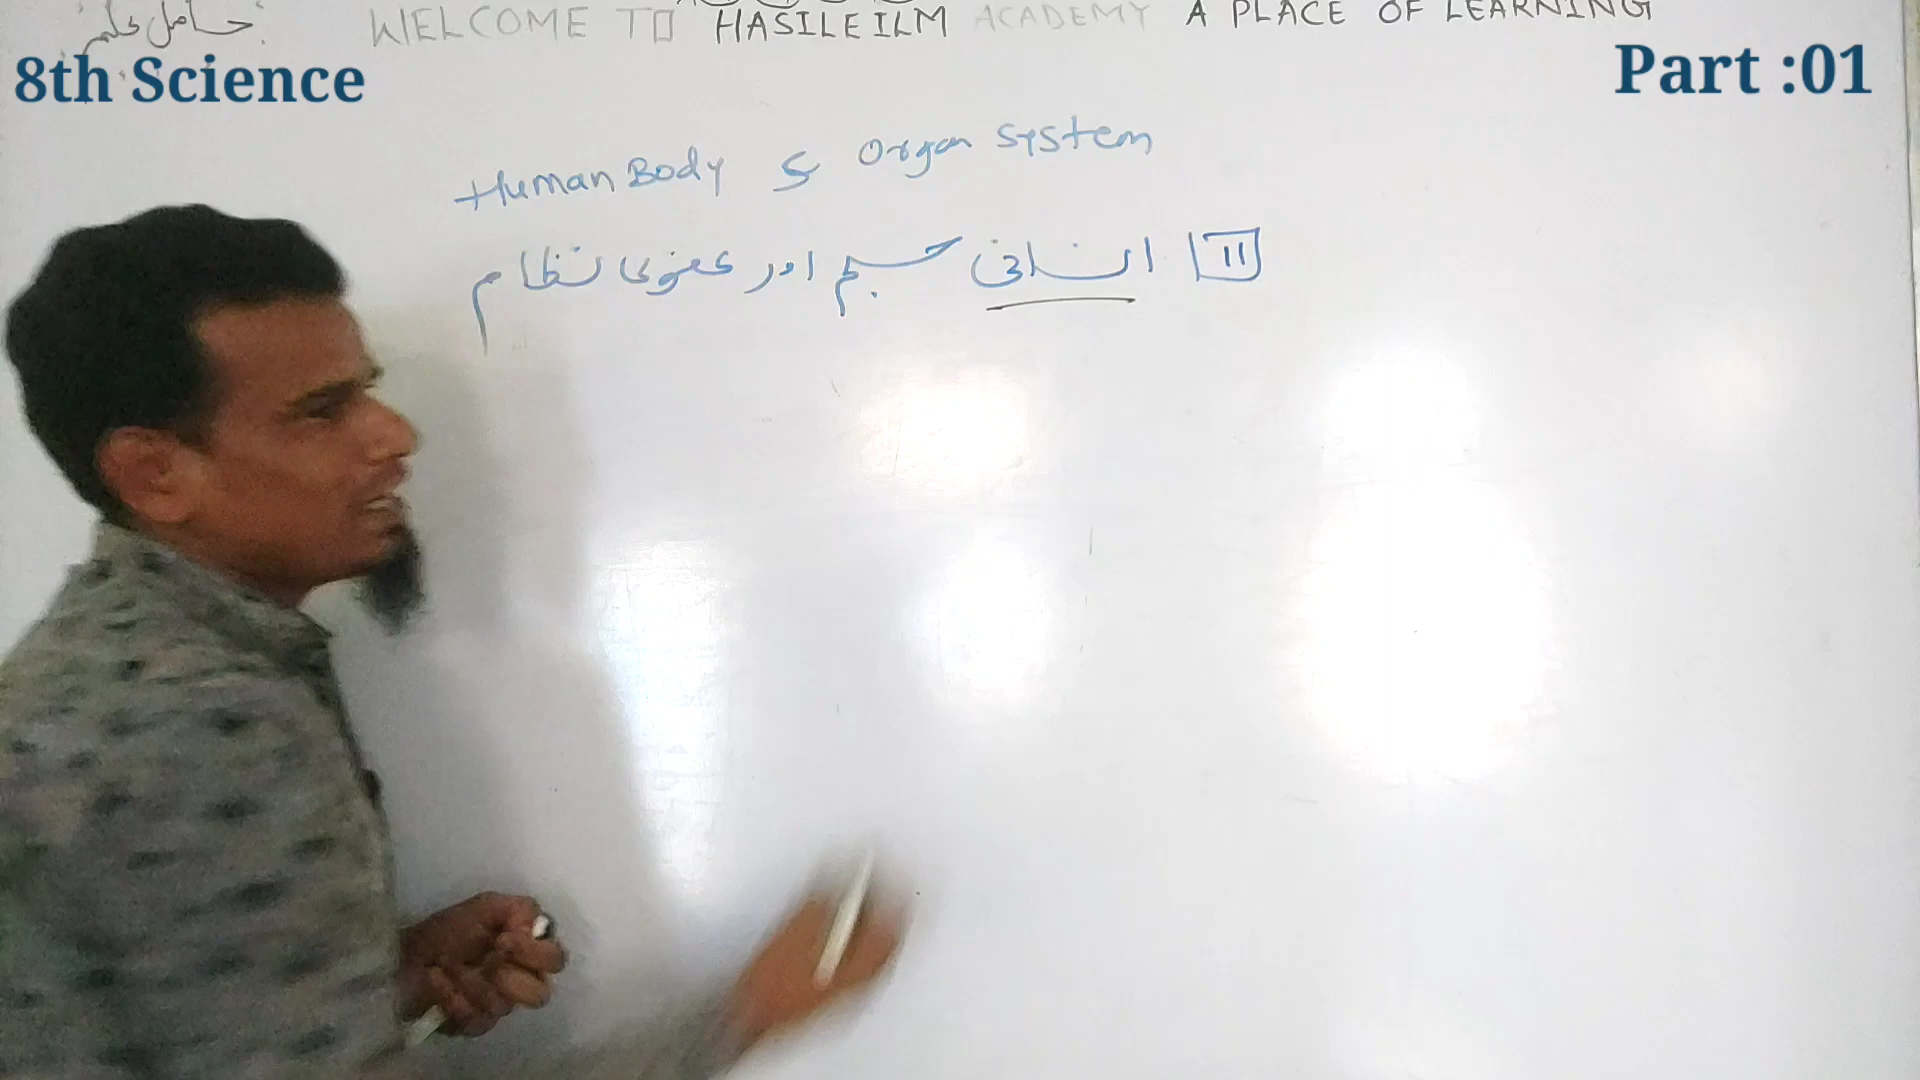 حاصل علم WELCOME TO HASILEILM ACADEMY A PLACE OF LEARNING
8th Science
Part :01
Human Body & Organ System
11 انسانی جسم اور عضوی نظام